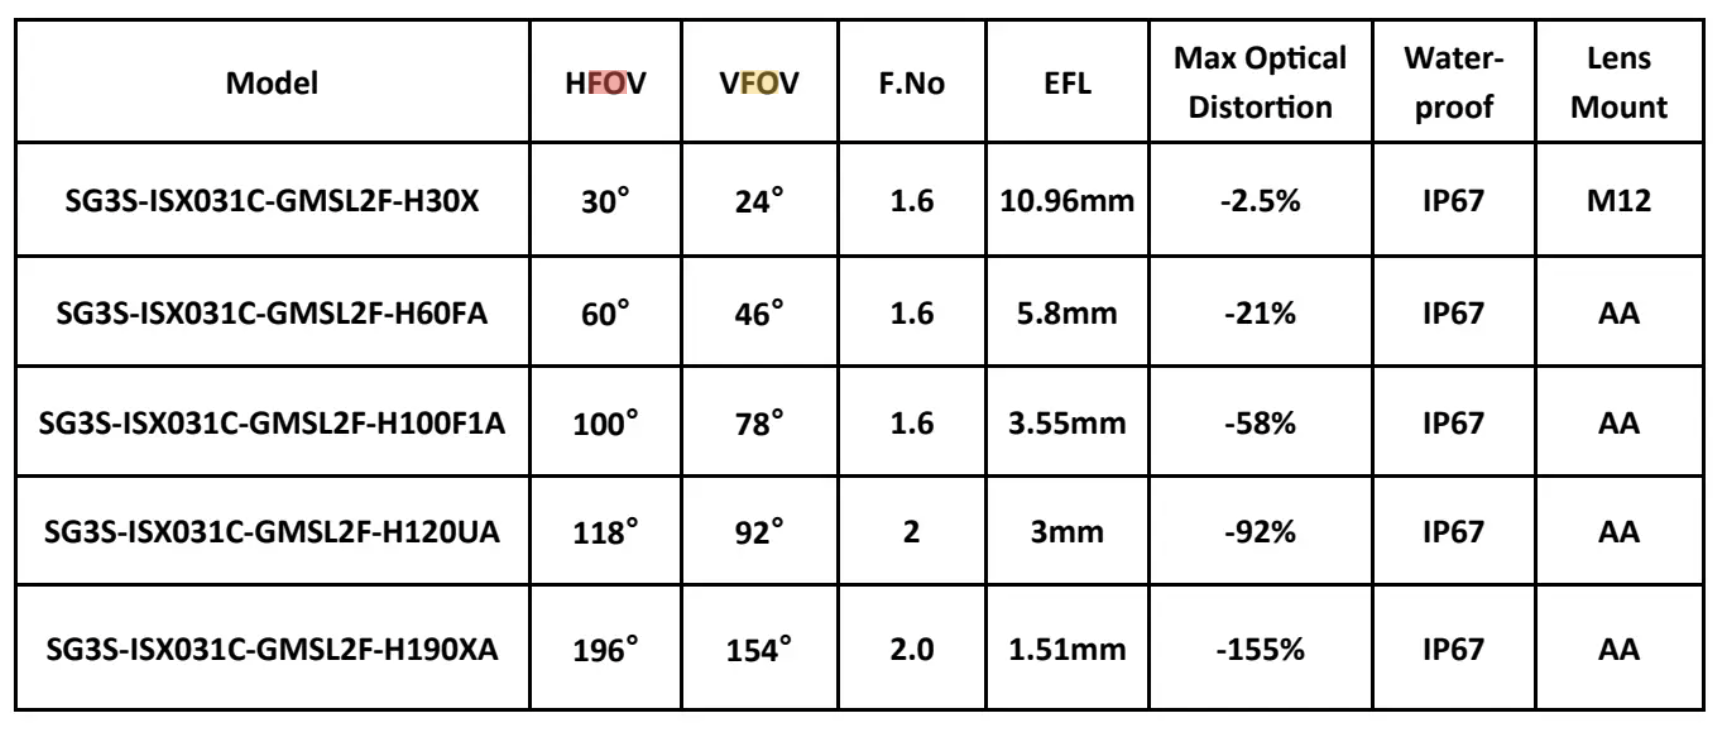 Model HFOV VFOV F.No EFL Max Optical Distortion Water-proof Lens Mount
SG3S-ISX031C-GMSL2F-H30X 30° 24° 1.6 10.96mm -2.5% IP67 M12
SG3S-ISX031C-GMSL2F-H60FA 60° 46° 1.6 5.8mm -21% IP67 AA
SG3S-ISX031C-GMSL2F-H100F1A 100° 78° 1.6 3.55mm -58% IP67 AA
SG3S-ISX031C-GMSL2F-H120UA 118° 92° 2 3mm -92% IP67 AA
SG3S-ISX031C-GMSL2F-H190XA 196° 154° 2.0 1.51mm -155% IP67 AA